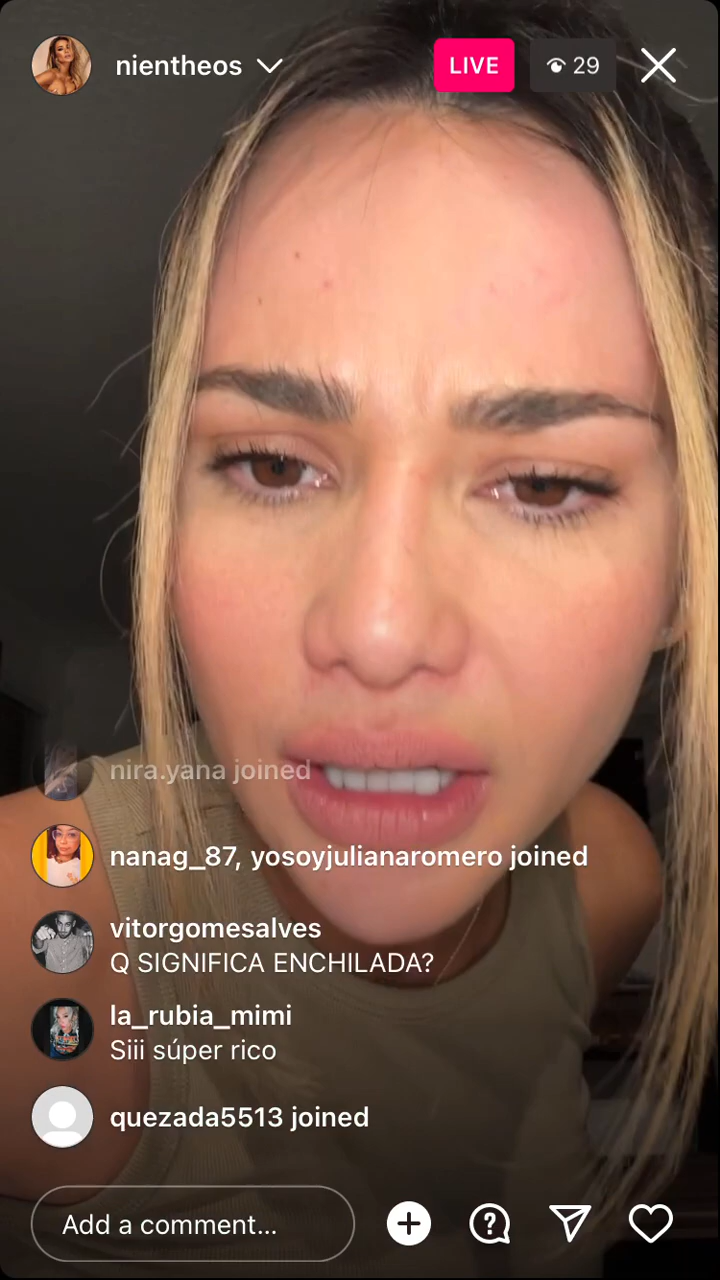 nientheos
LIVE
29
nira.yana joined
nanag_87, yosoyjulianaromero joined
vitorgomesalves
Q SIGNIFICA ENCHILADA?
la_rubia_mimi
Siii súper rico
quezada5513 joined
Add a comment...